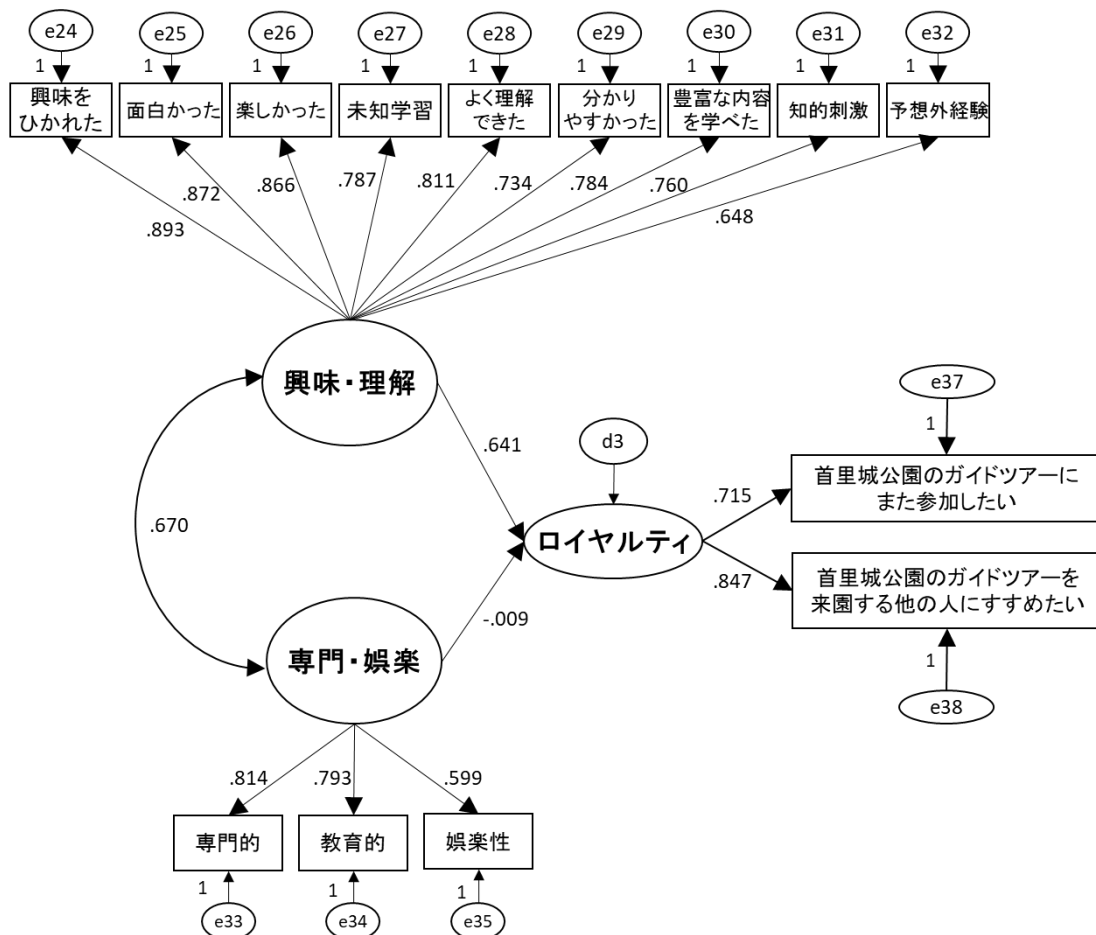 e24
e25
e26
e27
e28
e29
e30
e31
e32
1
1
1
1
1
1
1
1
1
興味を
ひかれた
面白かった
楽しかった
未知学習
よく理解
できた
分かり
やすかった
豊富な内容
を学べた
知的刺激
予想外経験
.893
.872
.866
.787
.811
.734
.784
.760
.648
興味・理解
.670
.641
d3
ロイヤルティ
-.009
専門・娯楽
e37
1
.715
首里城公園のガイドツアーに
また参加したい
.847
首里城公園のガイドツアーを
来園する他の人にすすめたい
1
e38
.814
.793
.599
専門的
教育的
娯楽性
1
1
1
e33
e34
e35